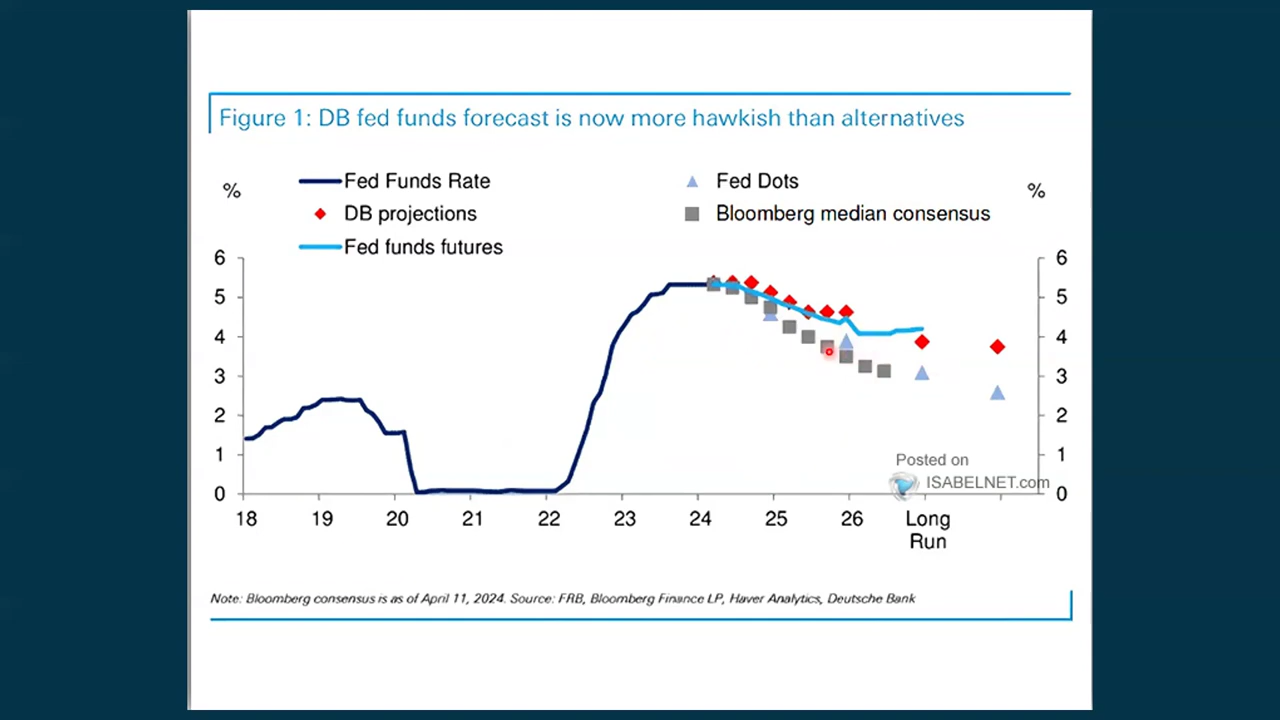 Figure 1: DB fed funds forecast is now more hawkish than alternatives
%
%
Fed Funds Rate
Fed Dots
DB projections
Bloomberg median consensus
Fed funds futures
6
5
4
3
2
1
0
6
5
4
3
2
1
0
18
19
20
21
22
23
24
25
26
Long
Run
Posted on
ISABELNET.com
Note: Bloomberg consensus is as of April 11, 2024. Source: FRB, Bloomberg Finance LP, Haver Analytics, Deutsche Bank